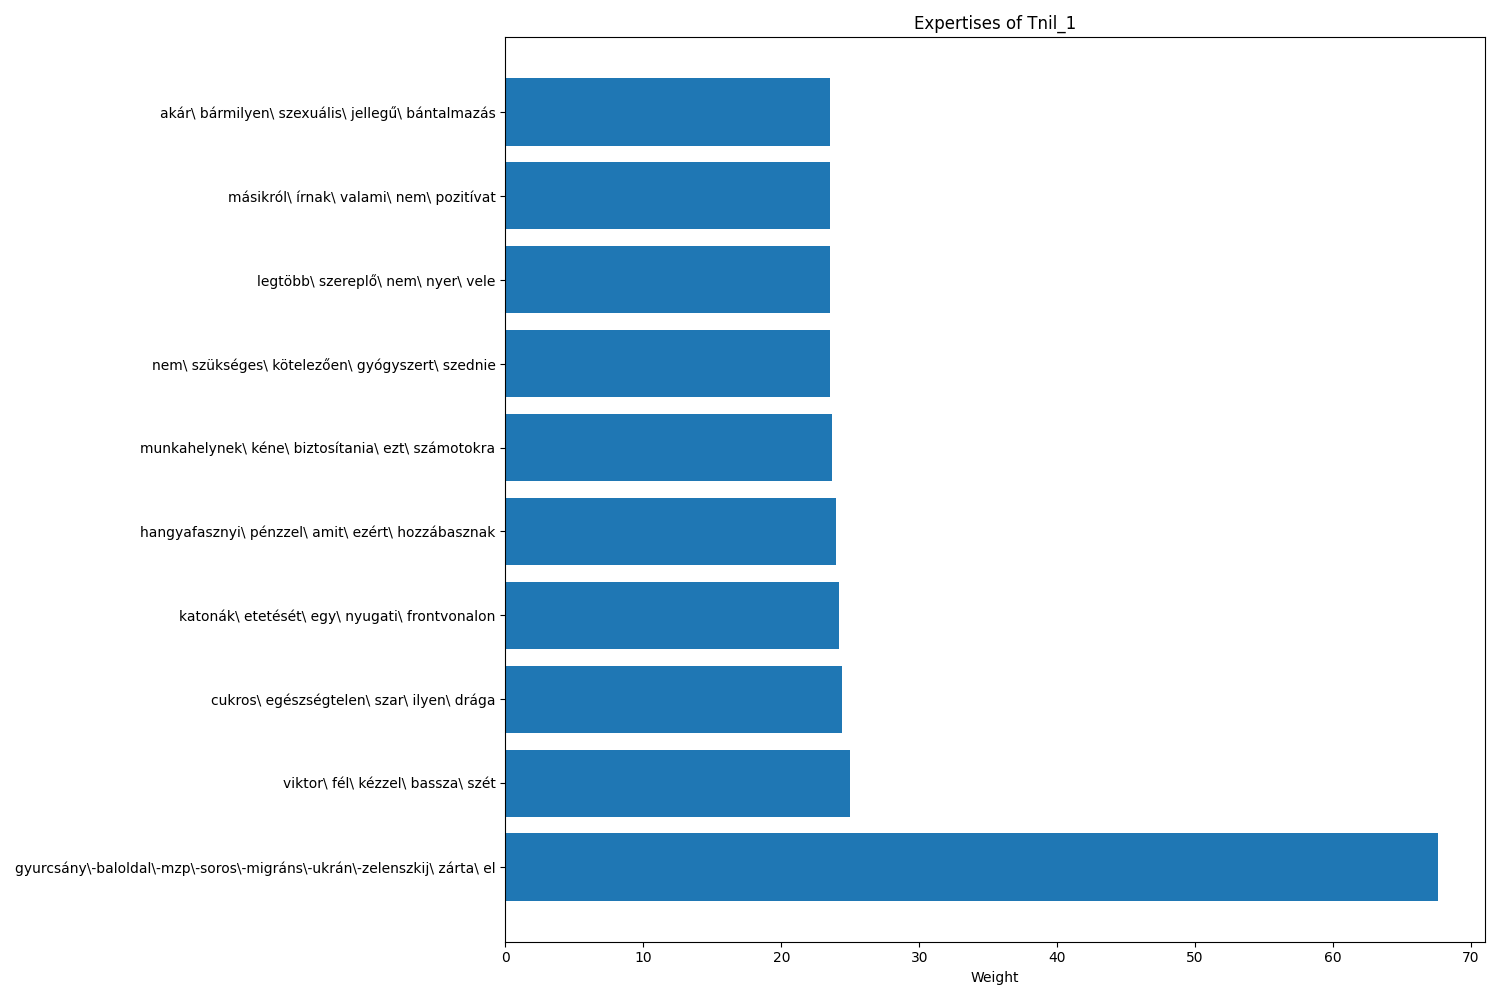 Expertises of Tnil_1
akár\ bármilyen\ szexuális\ jellegű\ bántalmazás
másikról\ írnak\ valami\ nem\ pozitívat
legtöbb\ szereplő\ nem\ nyer\ vele
nem\ szükséges\ kötelezően\ gyógyszert\ szednie
munkahelynek\ kéne\ biztosítania\ ezt\ számotokra
hangyafasznyi\ pénzzel\ amit\ ezért\ hozzábasznak
katonák\ etetését\ egy\ nyugati\ frontvonalon
cukros\ egészségtelen\ szar\ ilyen\ drága
viktor\ fél\ kézzel\ bassza\ szét
gyurcsány\-baloldal\-mzp\-soros\-migráns\-ukrán\-zelenszkij\ zárta\ el
0 10 20 30 40 50 60 70
Weight